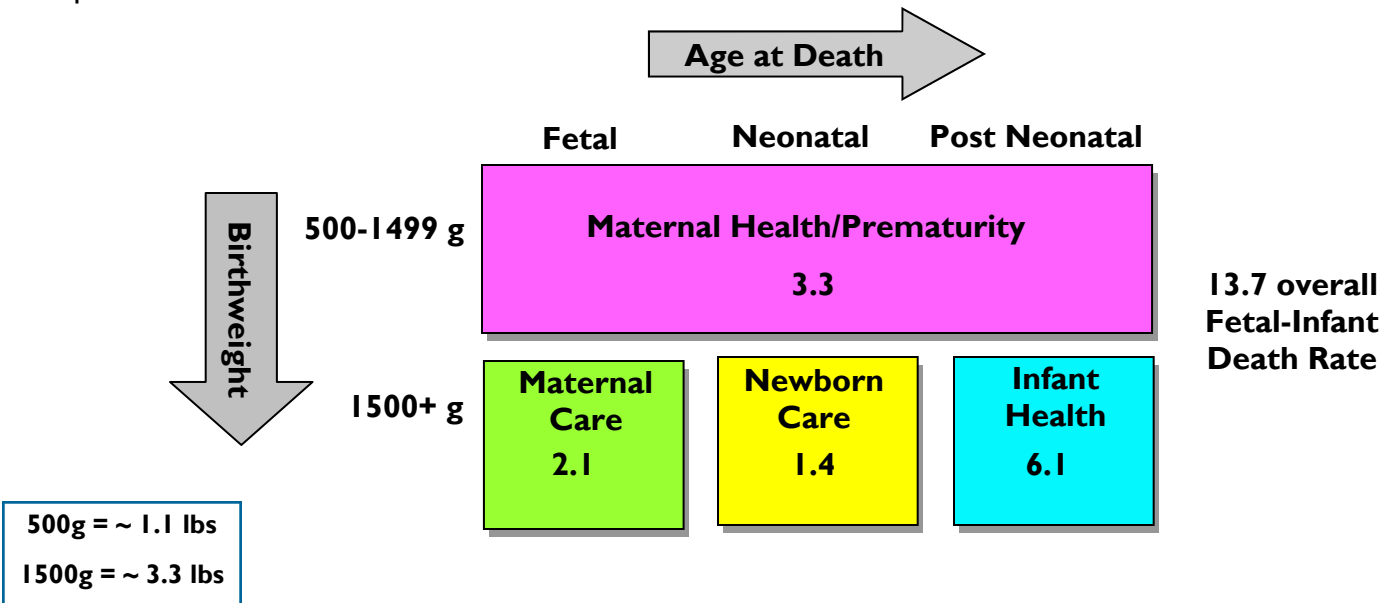 Age at Death
Fetal
Neonatal
Post Neonatal
Birthweight
500-1499 g
Maternal Health/Prematurity
3.3
13.7 overall
Fetal-Infant
Death Rate
1500+ g
Maternal
Care
2.1
Newborn
Care
1.4
Infant
Health
6.1
500g = ~ 1.1 lbs
1500g = ~ 3.3 lbs